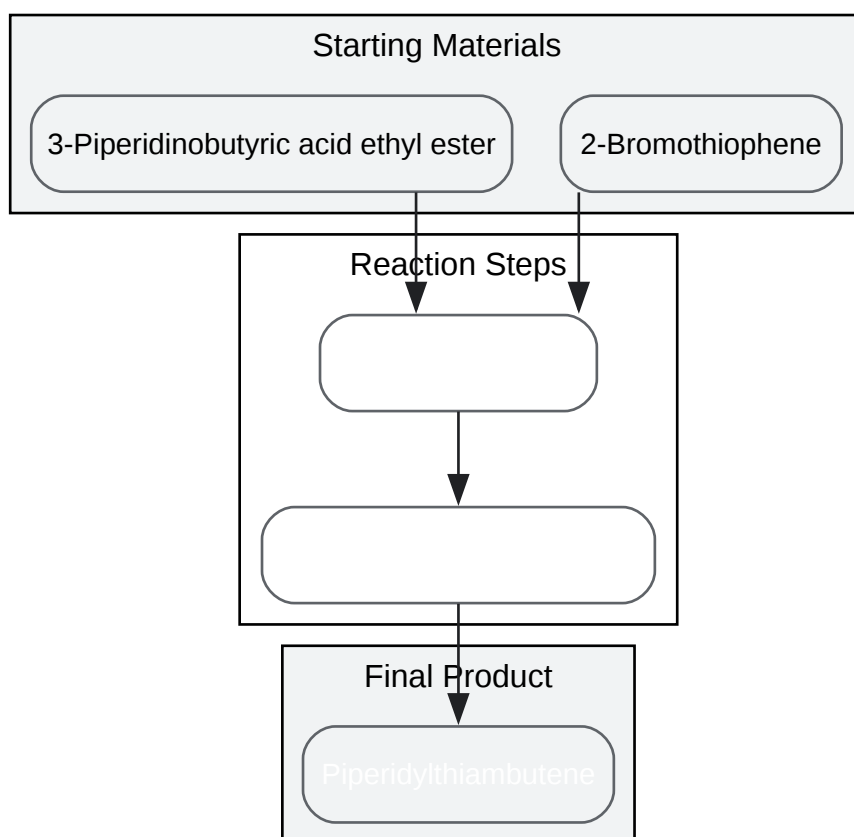 Starting Materials
3-Piperidinobutyric acid ethyl ester
2-Bromothiophene
Reaction Steps
Final Product
Piperidylthiambutene